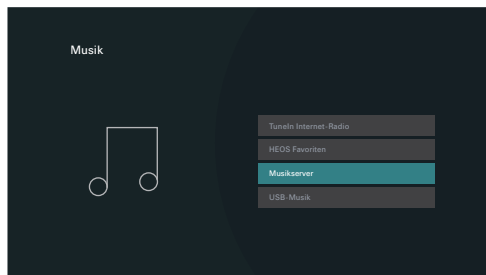 Musik
TuneIn Internet-Radio
HEOS Favoriten
Musikserver
USB-Musik